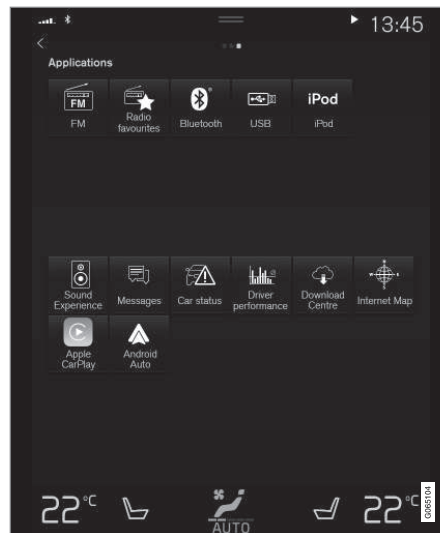 13:45
Applications
FM
iPod
FM
Radio
favourites
Bluetooth
USB
iPod
Sound
Experience
Messages
Car status
Driver
performance
Download
Centre
Internet Map
Apple
CarPlay
Android
Auto
22°C
AUTO
22°C
G065104